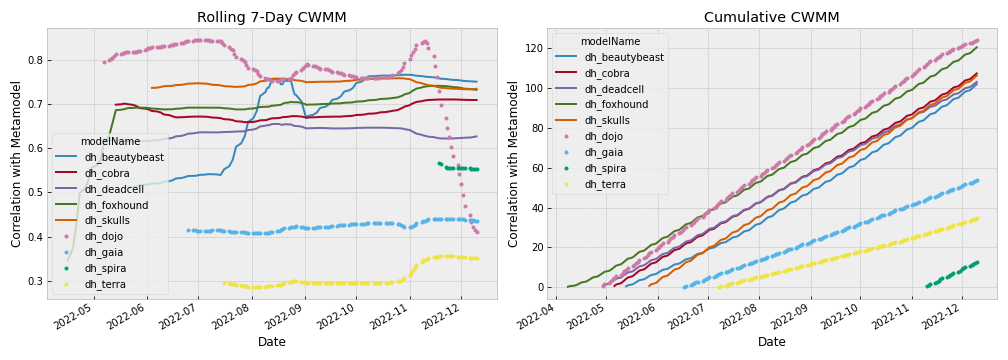 Rolling 7-Day CWMM
Correlation with Metamodel
0.8
0.7
0.6
0.5
0.4
0.3
modelName
dh_beautybeast
dh_cobra
dh_deadcell
dh_foxhound
dh_skulls
dh_dojo
dh_gaia
dh_spira
dh_terra
2022-05
2022-06
2022-07
2022-08
2022-09
2022-10
2022-11
2022-12
Date
Cumulative CWMM
Correlation with Metamodel
120
100
80
60
40
20
0
modelName
dh_beautybeast
dh_cobra
dh_deadcell
dh_foxhound
dh_skulls
dh_dojo
dh_gaia
dh_spira
dh_terra
2022-04
2022-05
2022-06
2022-07
2022-08
2022-09
2022-10
2022-11
2022-12
Date